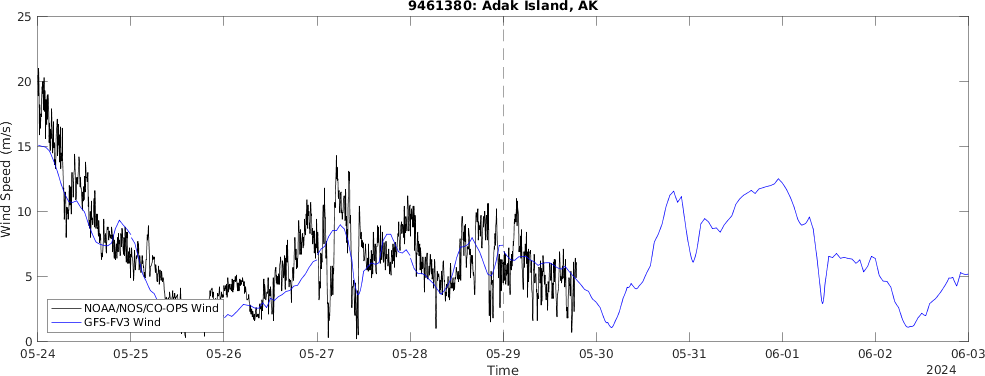 9461380: Adak Island, AK
25
20
15
10
5
0
Wind Speed (m/s)
NOAA/NOS/CO-OPS Wind
GFS-FV3 Wind
05-24 05-25 05-26 05-27 05-28 05-29 05-30 05-31 06-01 06-02 06-03
Time
2024